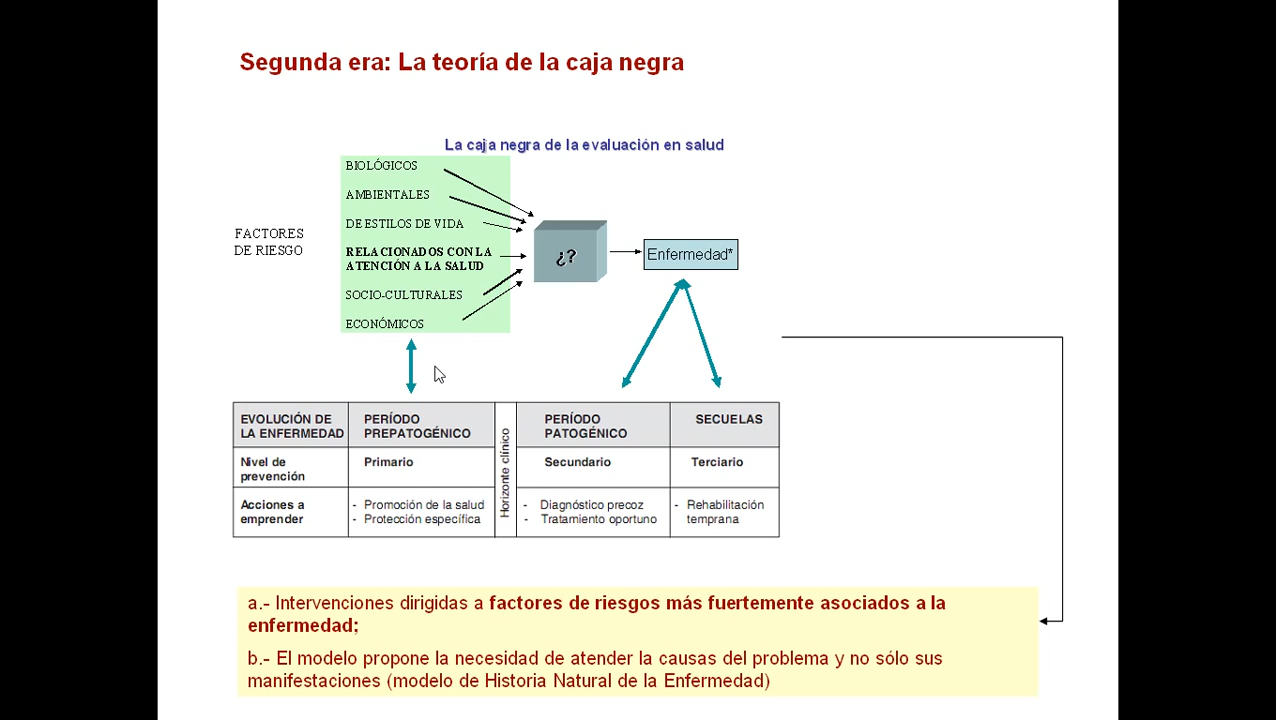 Segunda era: La teoría de la caja negra
La caja negra de la evaluación en salud
FACTORES
DE RIESGO
BIOLÓGICOS
AMBIENTALES
DE ESTILOS DE VIDA
RELACIONADOS CON LA
ATENCIÓN A LA SALUD
SOCIO-CULTURALES
ECONÓMICOS
¿?
Enfermedad*
EVOLUCIÓN DE
LA ENFERMEDAD
PERÍODO
PREPATOGÉNICO
Horizonte clínico
PERÍODO
PATOGÉNICO
SECUELAS
Nivel de
prevención
Primario
Secundario
Terciario
Acciones a
emprender
- Promoción de la salud
- Protección específica
- Diagnóstico precoz
- Tratamiento oportuno
- Rehabilitación
temprana
a.- Intervenciones dirigidas a factores de riesgos más fuertemente asociados a la
enfermedad;
b.- El modelo propone la necesidad de atender la causas del problema y no sólo sus
manifestaciones (modelo de Historia Natural de la Enfermedad)